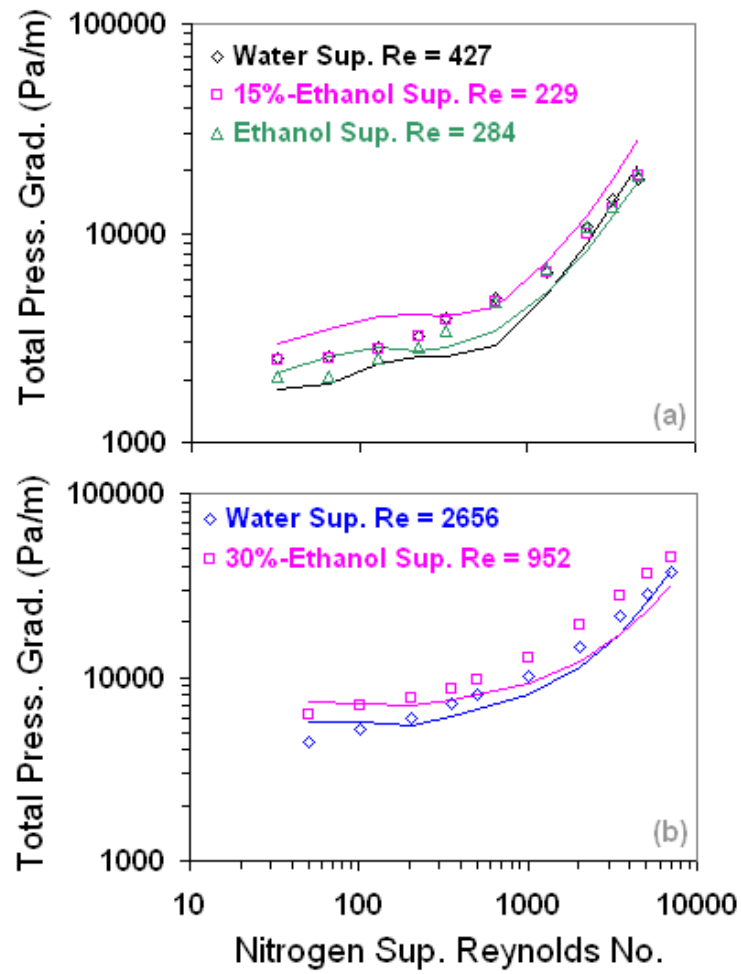 100000
Water Sup. Re = 427
15%-Ethanol Sup. Re = 229
Ethanol Sup. Re = 284
10000
Total Press. Grad. (Pa/m)
1000
(a)
100000
Water Sup. Re = 2656
30%-Ethanol Sup. Re = 952
10000
Total Press. Grad. (Pa/m)
(b)
1000
10 100 1000 10000
Nitrogen Sup. Reynolds No.